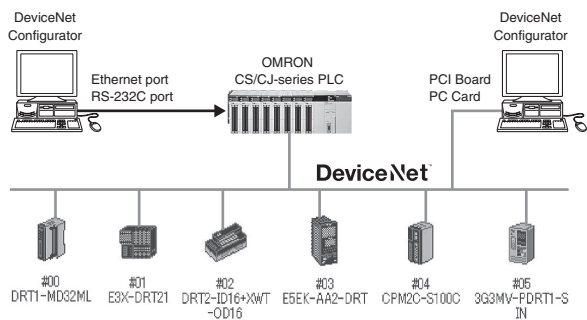 DeviceNet
Configurator
DeviceNet
Configurator
OMRON
CS/CJ-series PLC
Ethernet port
RS-232C port
PCI Board
PC Card
DeviceNet™
#00
DRT1-MD32ML
#01
E3X-DRT21
#02
DRT2-ID16+XWT
-OD16
#03
E5EK-AA2-DRT
#04
CPM2C-S100C
#05
3G3MV-PDRT1-S
IN